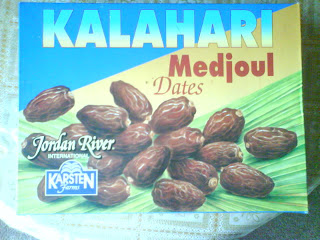 KALAHARI
Medjoul
Dates
Jordan River
INTERNATIONAL
KARSTEN
Farms